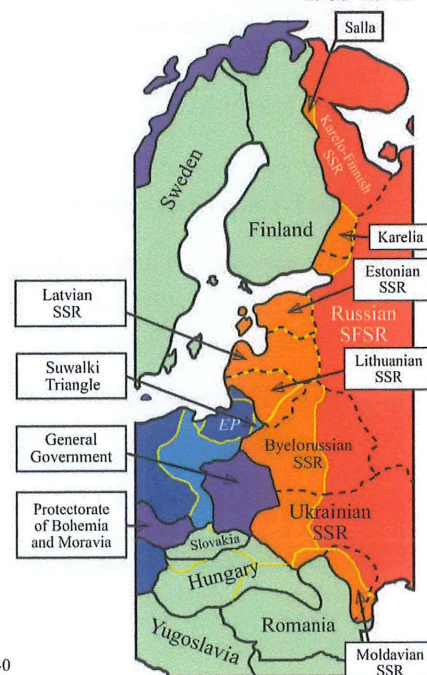 Salla
Karelo-Finnish
SSR
Sweden
Finland
Karelia
Estonian
SSR
Latvian
SSR
Russian
SFSR
Lithuanian
SSR
Suwalki
Triangle
EP
General
Government
Byelorussian
SSR
Protectorate
of Bohemia
and Moravia
Ukrainian
SSR
Slovakia
Hungary
Romania
Yugoslavia
Moldavian
SSR